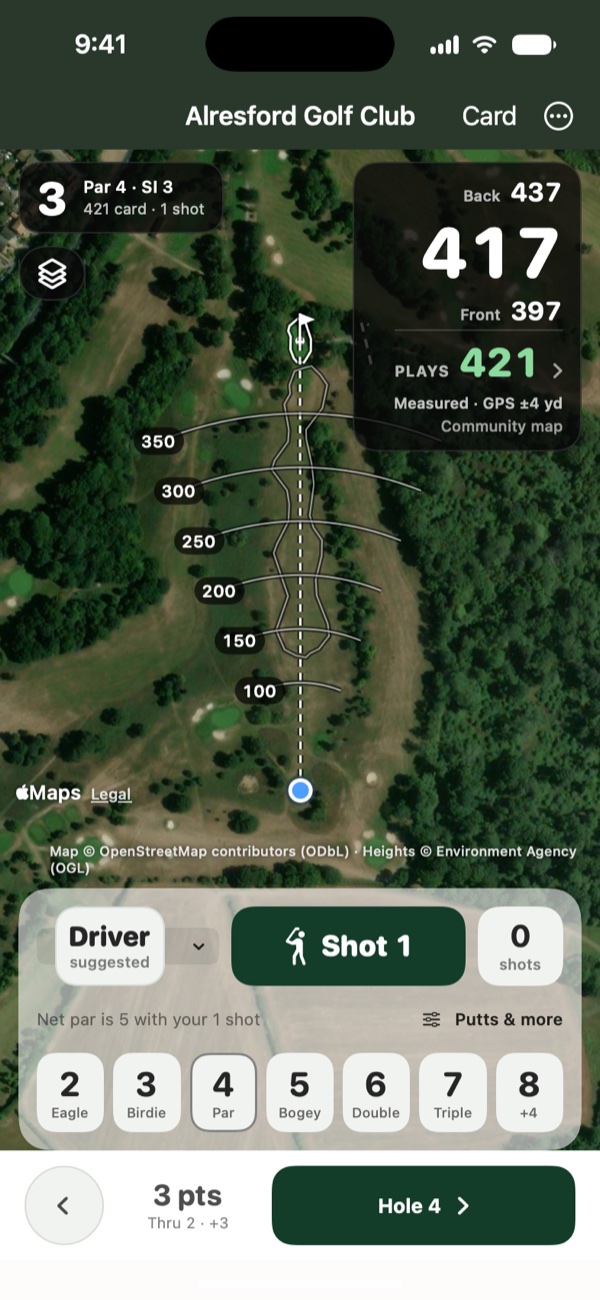 9:41
Alresford Golf Club
Card
3
Par 4 · SI 3
421 card · 1 shot
Back 437
417
Front 397
PLAYS 421
Measured · GPS ±4 yd
Community map
350
300
250
200
150
100
Maps Legal
Map © OpenStreetMap contributors (ODbL) · Heights © Environment Agency
(OGL)
Driver
suggested
Shot 1
0
shots
Net par is 5 with your 1 shot
Putts & more
2
Eagle
3
Birdie
4
Par
5
Bogey
6
Double
7
Triple
8
+4
3 pts
Thru 2 · +3
Hole 4